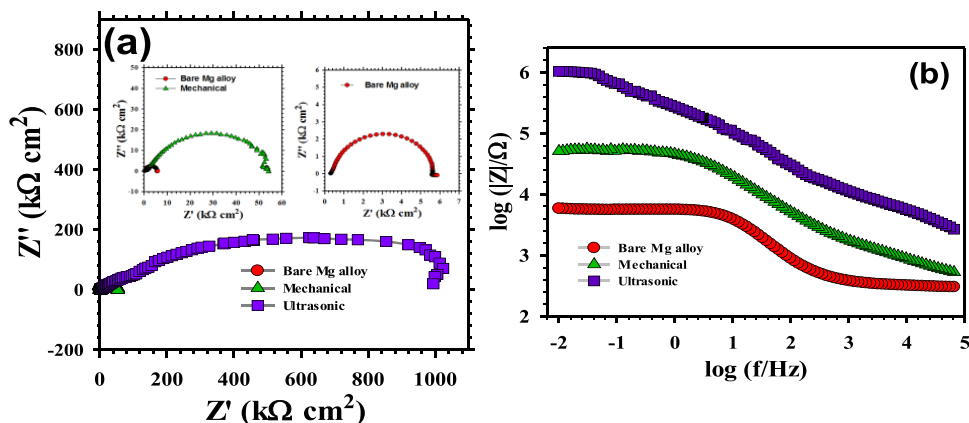 (a)
Z'' (kΩ cm²)
800
600
400
200
0
-200
0 200 400 600 800 1000
Z' (kΩ cm²)
Bare Mg alloy
Mechanical
Ultrasonic
Z'' (kΩ cm²)
50
40
30
20
10
0
-10
0 10 20 30 40 50 60
Z' (kΩ cm²)
Bare Mg alloy
Mechanical
Z'' (kΩ cm²)
6
5
4
3
2
1
0
-1
0 1 2 3 4 5 6 7
Z' (kΩ cm²)
Bare Mg alloy
(b)
log (|Z|/Ω)
6
5
4
3
2
-2 -1 0 1 2 3 4 5
log (f/Hz)
Bare Mg alloy
Mechanical
Ultrasonic